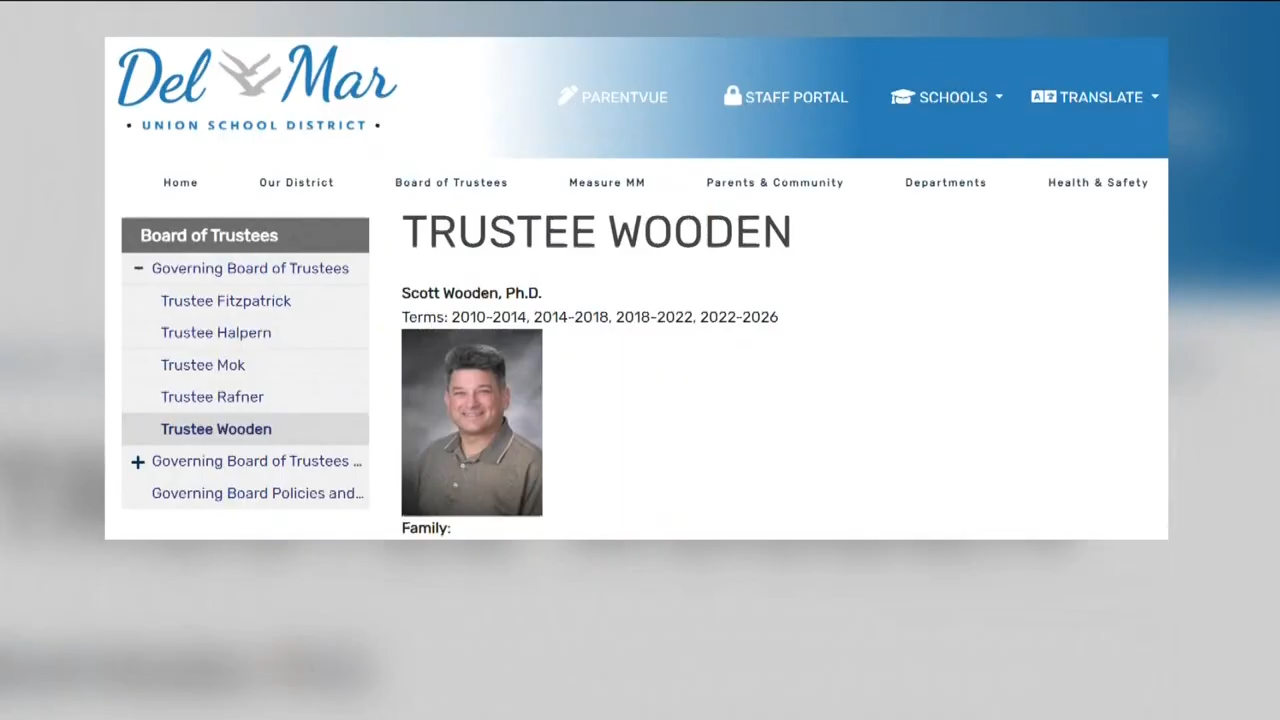 Del Mar
• UNION SCHOOL DISTRICT •
PARENTVUE
STAFF PORTAL
SCHOOLS
TRANSLATE
Home
Our District
Board of Trustees
Measure MM
Parents & Community
Departments
Health & Safety
Board of Trustees
Governing Board of Trustees
Trustee Fitzpatrick
Trustee Halpern
Trustee Mok
Trustee Rafner
Trustee Wooden
Governing Board of Trustees ...
Governing Board Policies and...
TRUSTEE WOODEN
Scott Wooden, Ph.D.
Terms: 2010-2014, 2014-2018, 2018-2022, 2022-2026
Family: